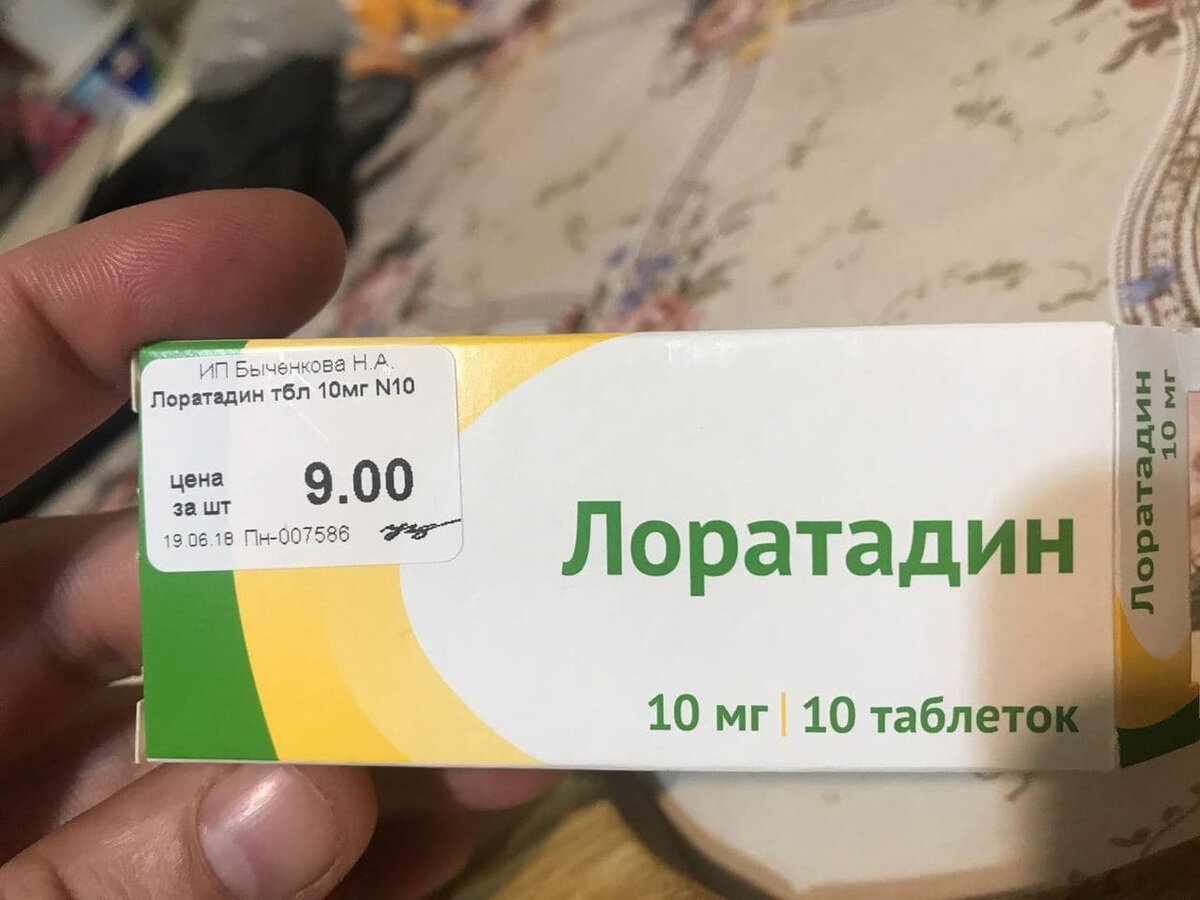 ИП Быченкова Н.А.
Лоратадин тбл 10мг N10
цена
за шт
9.00
19.06.18 Пн-007586
Лоратадин
10 мг | 10 таблеток
Лоратадин
10 мг